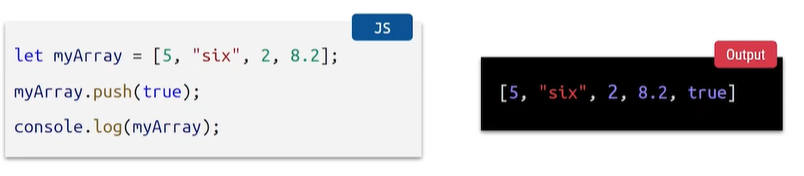 JS
let myArray = [5, "six", 2, 8.2];
myArray.push(true);
console.log(myArray);
Output
[5, "six", 2, 8.2, true]